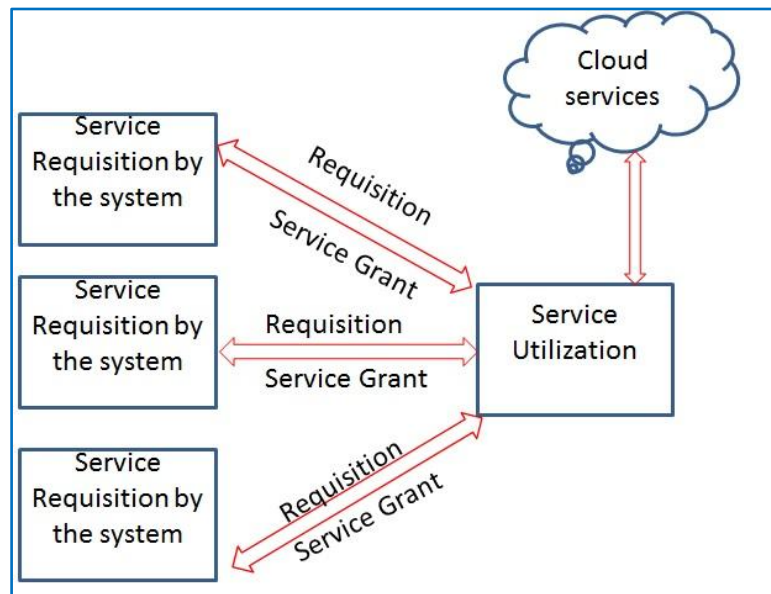 Cloud
services
Service
Requisition by
the system
Requisition
Service Grant
Service
Requisition by
the system
Requisition
Service Grant
Service
Utilization
Service
Requisition by
the system
Requisition
Service Grant